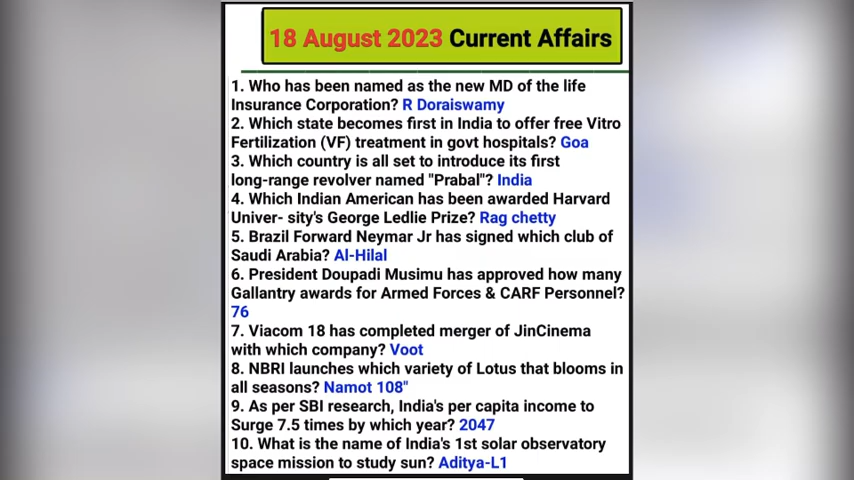 18 August 2023 Current Affairs
1. Who has been named as the new MD of the life
Insurance Corporation? R Doraiswamy
2. Which state becomes first in India to offer free Vitro
Fertilization (VF) treatment in govt hospitals? Goa
3. Which country is all set to introduce its first
long-range revolver named "Prabal"? India
4. Which Indian American has been awarded Harvard
Univer- sity's George Ledlie Prize? Rag chetty
5. Brazil Forward Neymar Jr has signed which club of
Saudi Arabia? Al-Hilal
6. President Doupadi Musimu has approved how many
Gallantry awards for Armed Forces & CARF Personnel?
76
7. Viacom 18 has completed merger of JinCinema
with which company? Voot
8. NBRI launches which variety of Lotus that blooms in
all seasons? Namot 108"
9. As per SBI research, India's per capita income to
Surge 7.5 times by which year? 2047
10. What is the name of India's 1st solar observatory
space mission to study sun? Aditya-L1